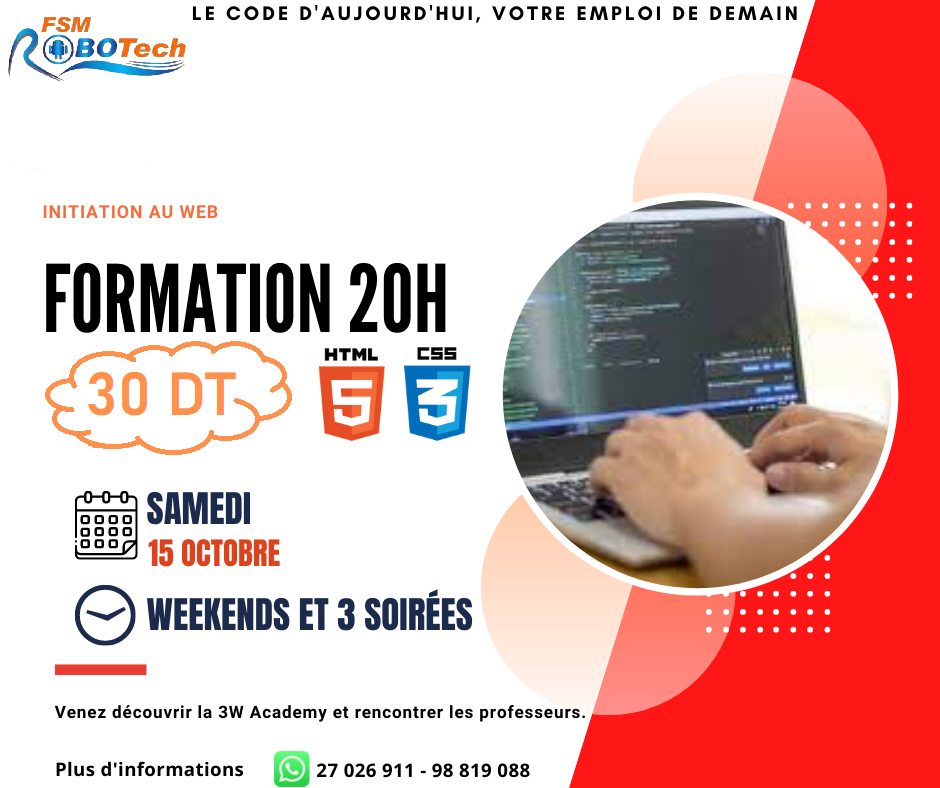 LE CODE D'AUJOURD'HUI, VOTRE EMPLOI DE DEMAIN
FSM
ROBOTech
INITIATION AU WEB
FORMATION 20H
30 DT
HTML
CSS
5
3
SAMEDI
15 OCTOBRE
WEEKENDS ET 3 SOIRÉES
Venez découvrir la 3W Academy et rencontrer les professeurs.
Plus d'informations
27 026 911 - 98 819 088